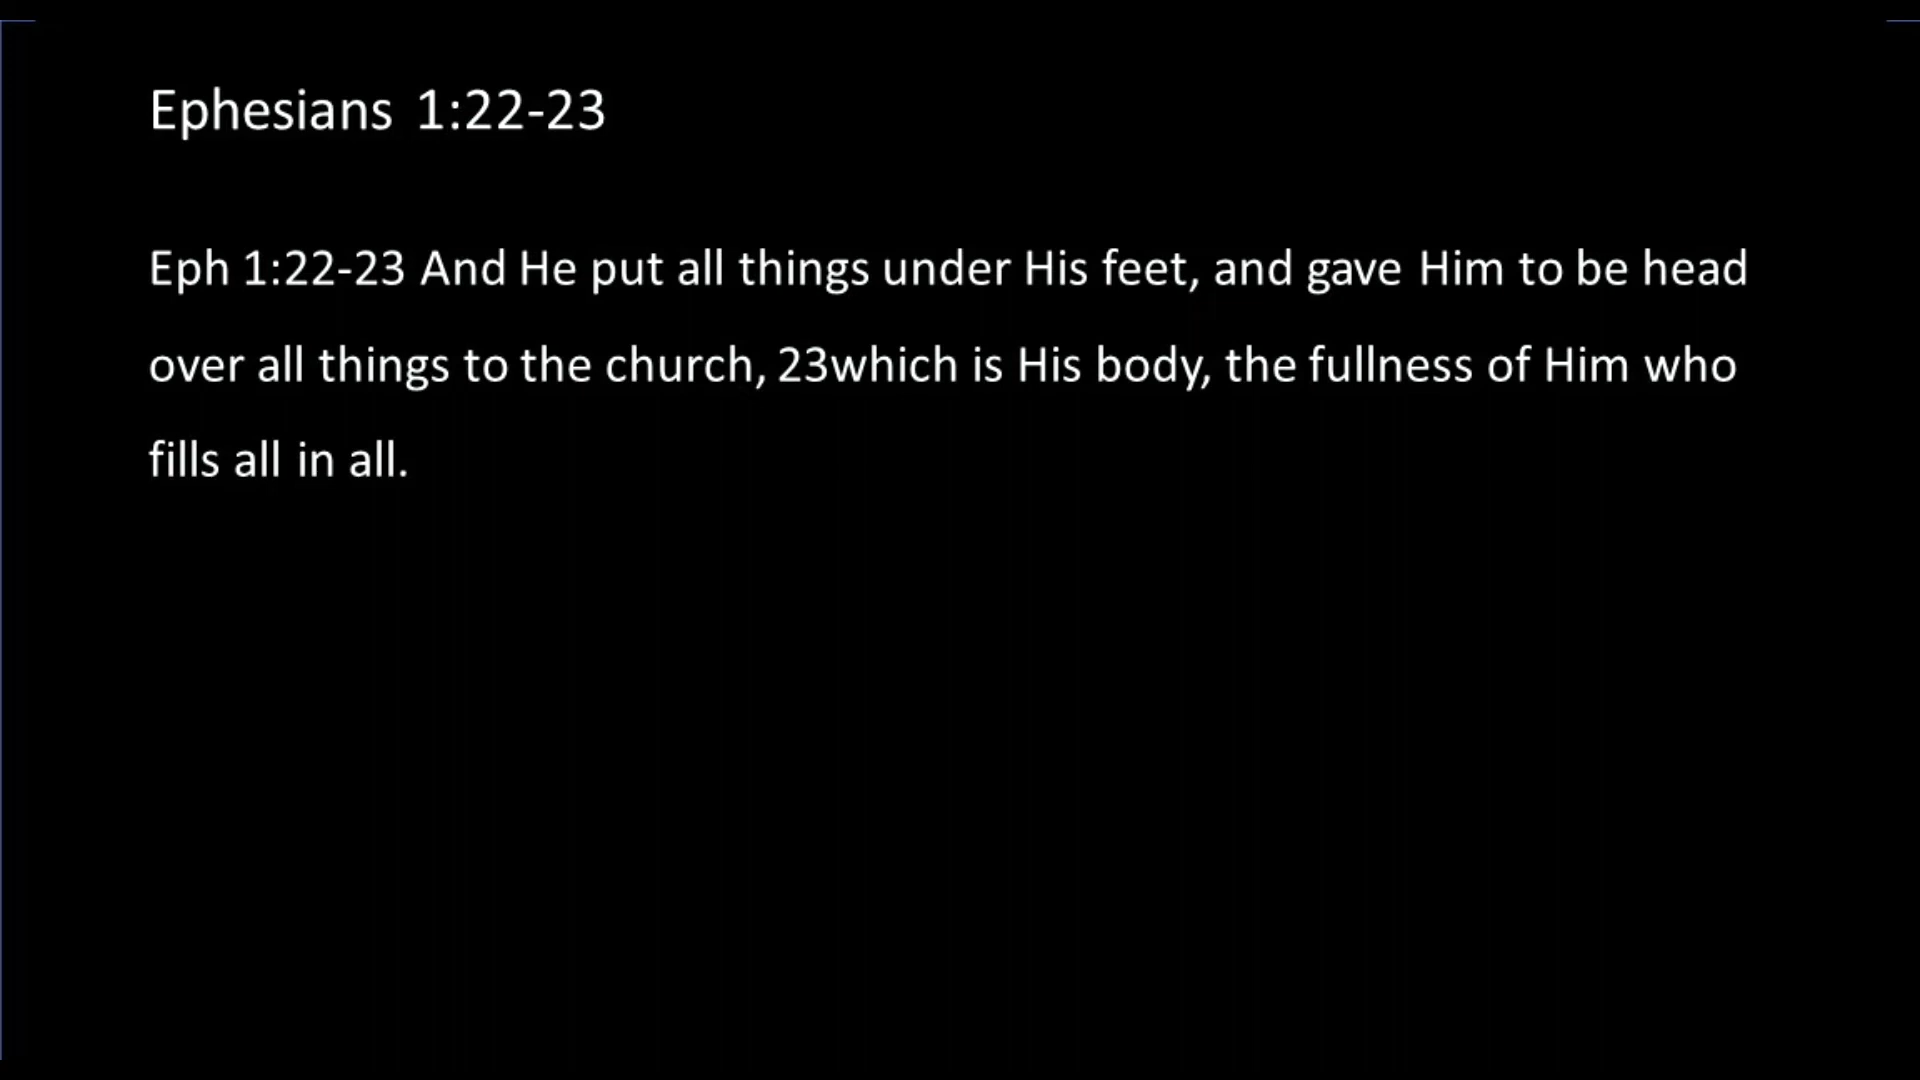 Ephesians 1:22-23
Eph 1:22-23 And He put all things under His feet, and gave Him to be head
over all things to the church, 23which is His body, the fullness of Him who
fills all in all.